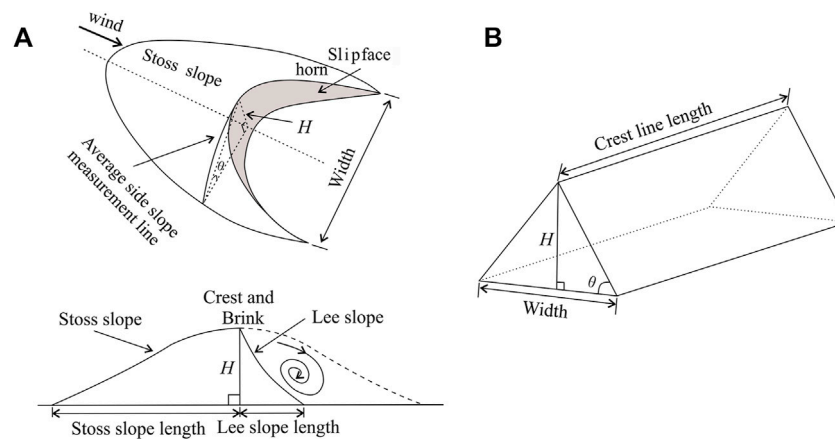 A
wind
Stoss slope
horn
Slipface
H
θ
Average side slope
measurement line
Width
Crest and
Brink
Stoss slope
Lee slope
H
Stoss slope length
Lee slope length
B
Crest line length
H
θ
Width